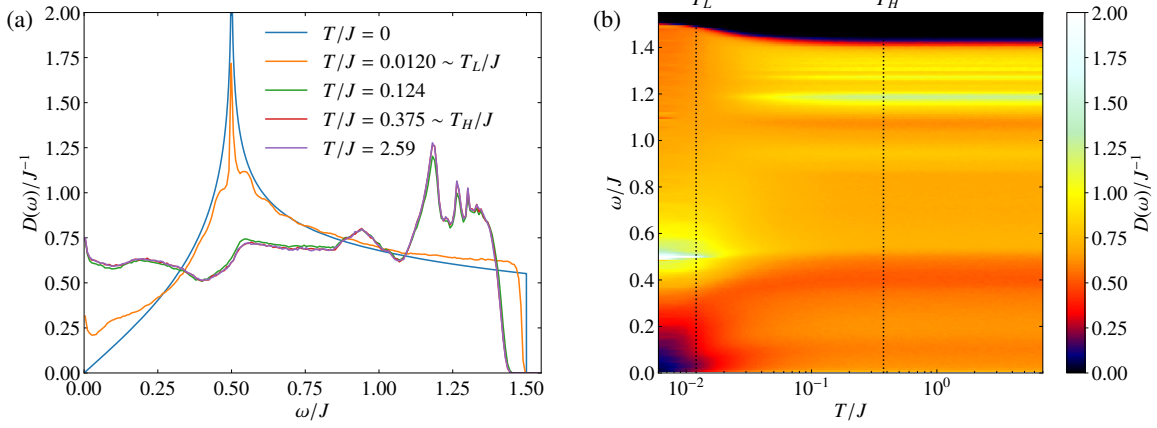 (a)
2.00
1.75
1.50
1.25
1.00
0.75
0.50
0.25
0.00
D(ω)/J⁻¹
T/J = 0
T/J = 0.0120 ~ T_L/J
T/J = 0.124
T/J = 0.375 ~ T_H/J
T/J = 2.59
0.00 0.25 0.50 0.75 1.00 1.25 1.50
ω/J
(b)
T_L T_H
1.4
1.2
1.0
0.8
0.6
0.4
0.2
0.0
ω/J
10⁻² 10⁻¹ 10⁰
T/J
2.00
1.75
1.50
1.25
1.00
0.75
0.50
0.25
0.00
D(ω)/J⁻¹